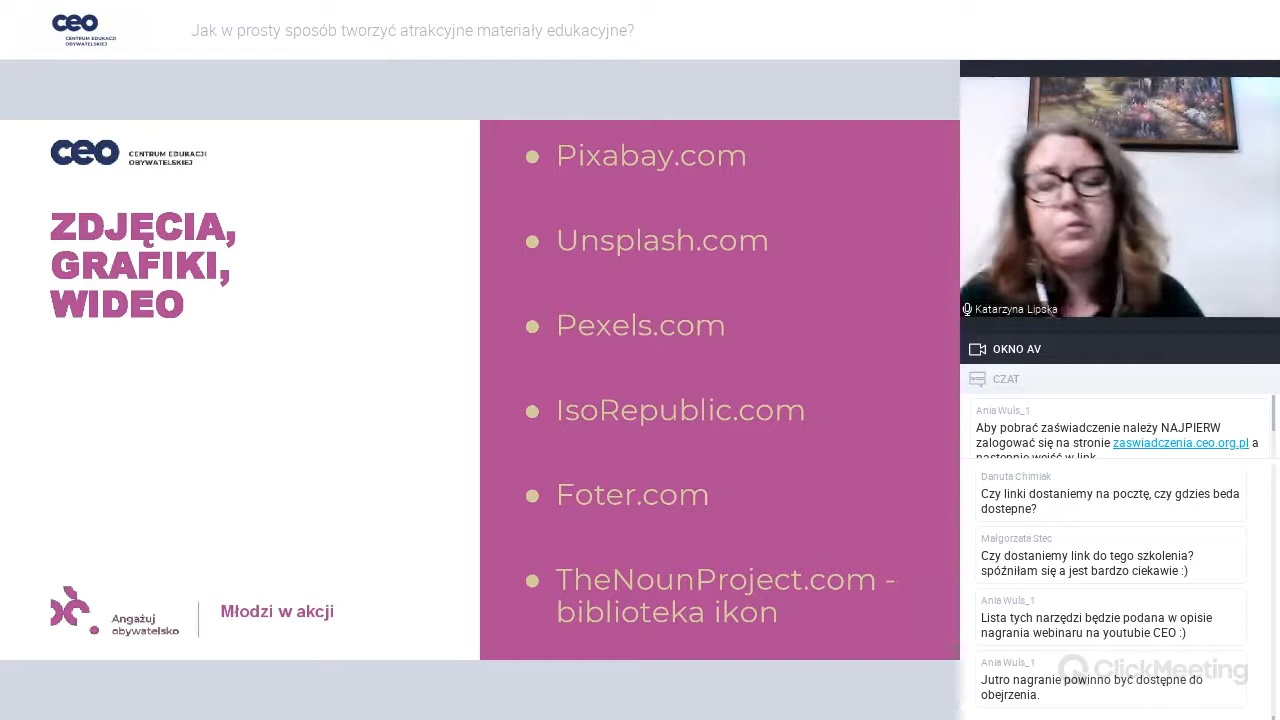 ceo
CENTRUM EDUKACJI
OBYWATELSKIEJ
Jak w prosty sposób tworzyć atrakcyjne materiały edukacyjne?
ceo
CENTRUM EDUKACJI
OBYWATELSKIEJ
ZDJĘCIA,
GRAFIKI,
WIDEO
Angażuj
obywatelsko
Młodzi w akcji
Pixabay.com
Unsplash.com
Pexels.com
IsoRepublic.com
Foter.com
TheNounProject.com -
biblioteka ikon
Katarzyna Lipska
OKNO AV
CZAT
Ania Wuls_1
Aby pobrać zaświadczenie należy NAJPIERW
zalogować się na stronie zaswiadczenia.ceo.org.pl a
następnie wejść w link
Danuta Chimiak
Czy linki dostaniemy na pocztę, czy gdzies beda
dostepne?
Małgorzata Stec
Czy dostaniemy link do tego szkolenia?
spóźniłam się a jest bardzo ciekawie :)
Ania Wuls_1
Lista tych narzędzi będzie podana w opisie
nagrania webinaru na youtubie CEO :)
Ania Wuls_1
Jutro nagranie powinno być dostępne do
obejrzenia.
ClickMeeting